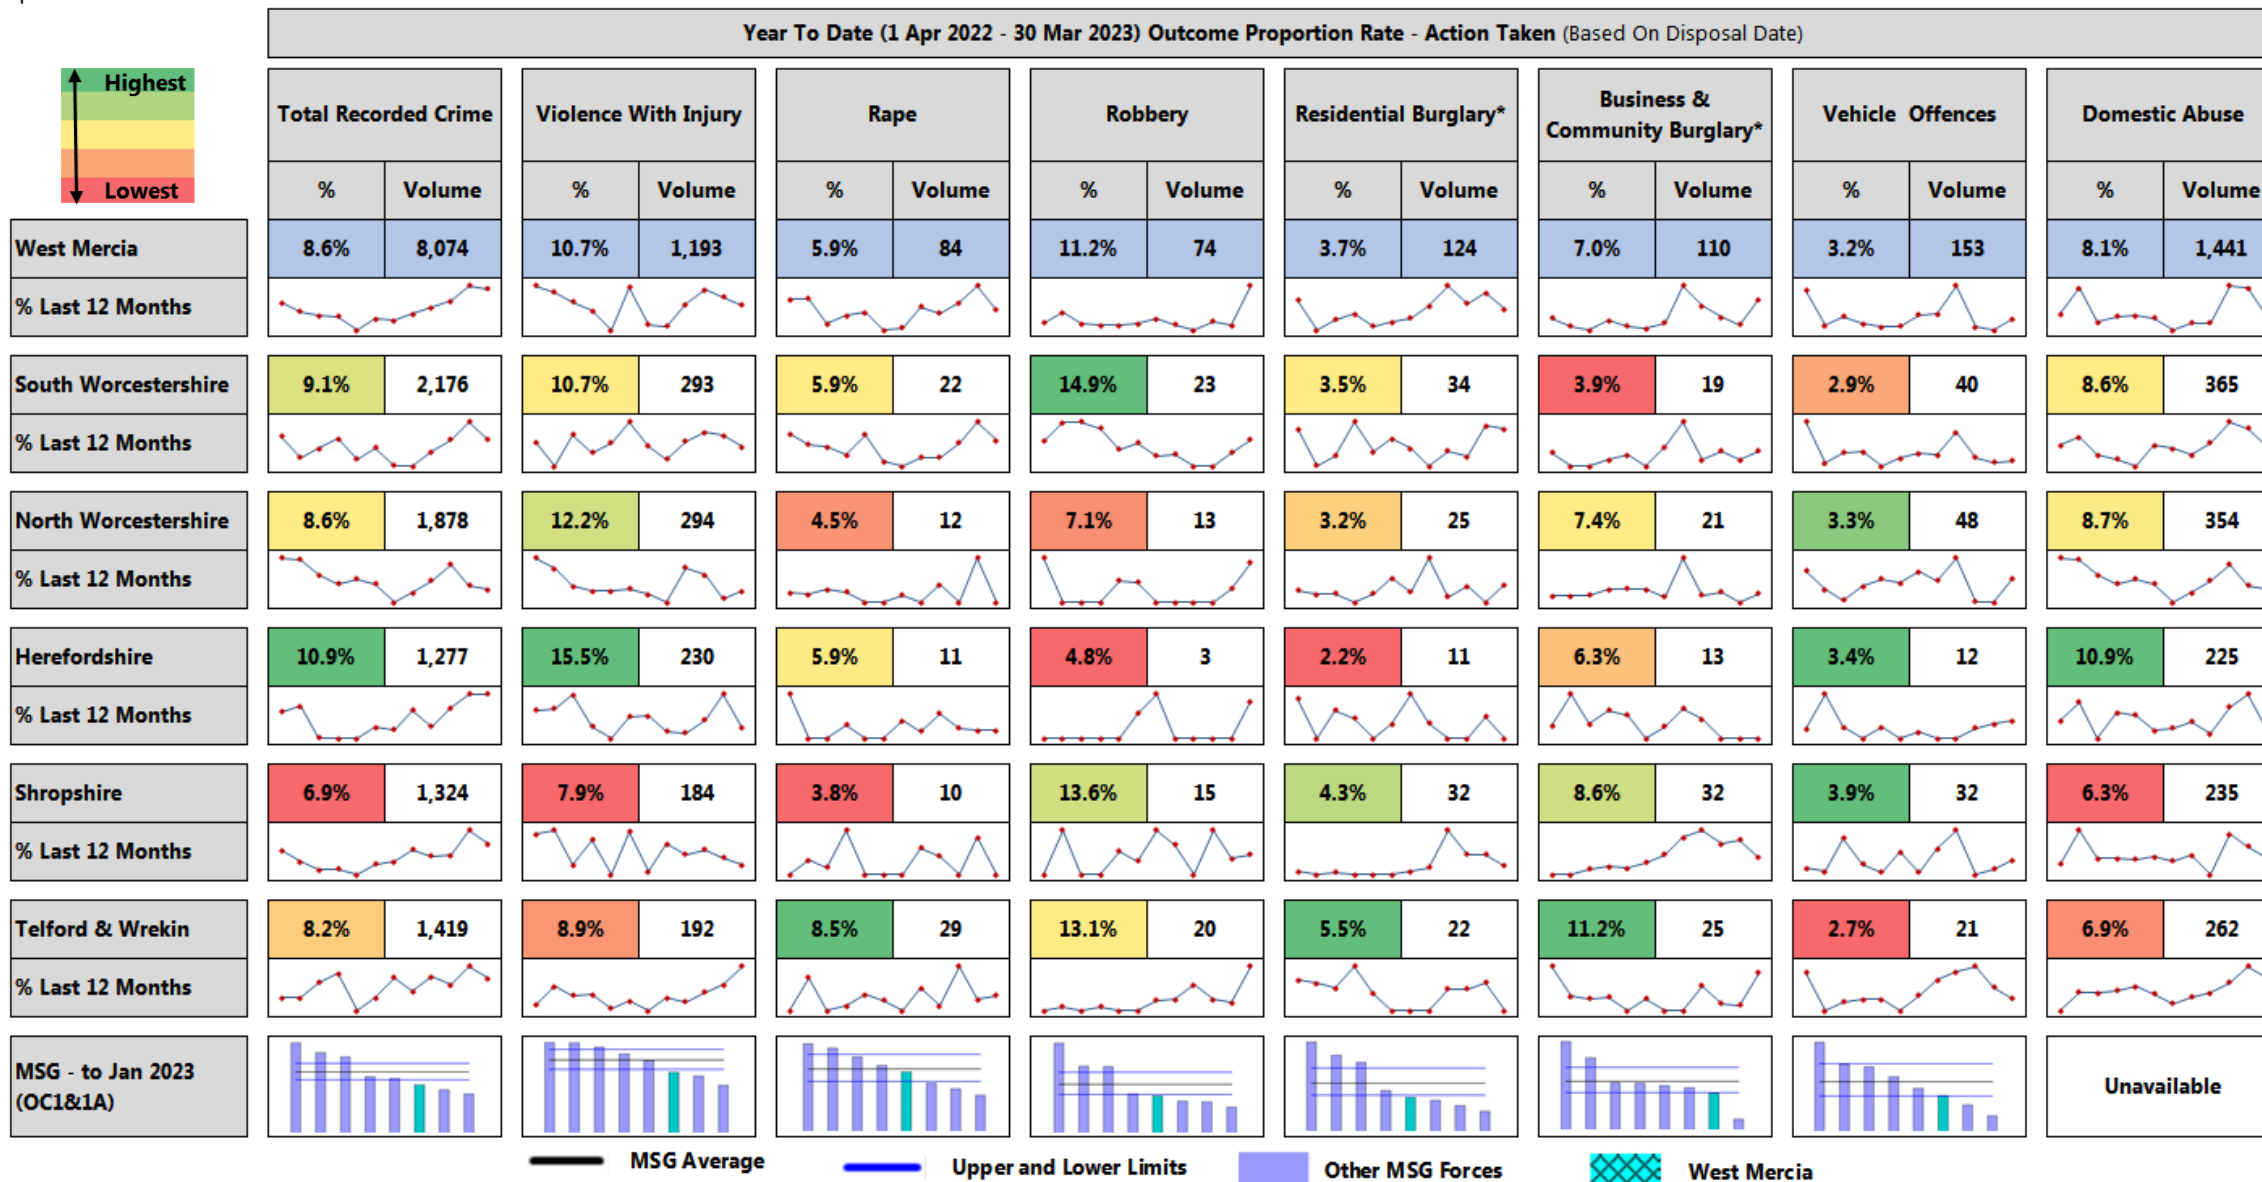 Year To Date (1 Apr 2022 - 30 Mar 2023) Outcome Proportion Rate - Action Taken (Based On Disposal Date)
Highest
Lowest
Total Recorded Crime Violence With Injury Rape Robbery Residential Burglary* Business & Community Burglary* Vehicle Offences Domestic Abuse
% Volume % Volume % Volume % Volume % Volume % Volume % Volume % Volume
West Mercia 8.6% 8,074 10.7% 1,193 5.9% 84 11.2% 74 3.7% 124 7.0% 110 3.2% 153 8.1% 1,441
% Last 12 Months
South Worcestershire 9.1% 2,176 10.7% 293 5.9% 22 14.9% 23 3.5% 34 3.9% 19 2.9% 40 8.6% 365
% Last 12 Months
North Worcestershire 8.6% 1,878 12.2% 294 4.5% 12 7.1% 13 3.2% 25 7.4% 21 3.3% 48 8.7% 354
% Last 12 Months
Herefordshire 10.9% 1,277 15.5% 230 5.9% 11 4.8% 3 2.2% 11 6.3% 13 3.4% 12 10.9% 225
% Last 12 Months
Shropshire 6.9% 1,324 7.9% 184 3.8% 10 13.6% 15 4.3% 32 8.6% 32 3.9% 32 6.3% 235
% Last 12 Months
Telford & Wrekin 8.2% 1,419 8.9% 192 8.5% 29 13.1% 20 5.5% 22 11.2% 25 2.7% 21 6.9% 262
% Last 12 Months
MSG - to Jan 2023
(OC1&1A)
Unavailable
MSG Average Upper and Lower Limits Other MSG Forces West Mercia